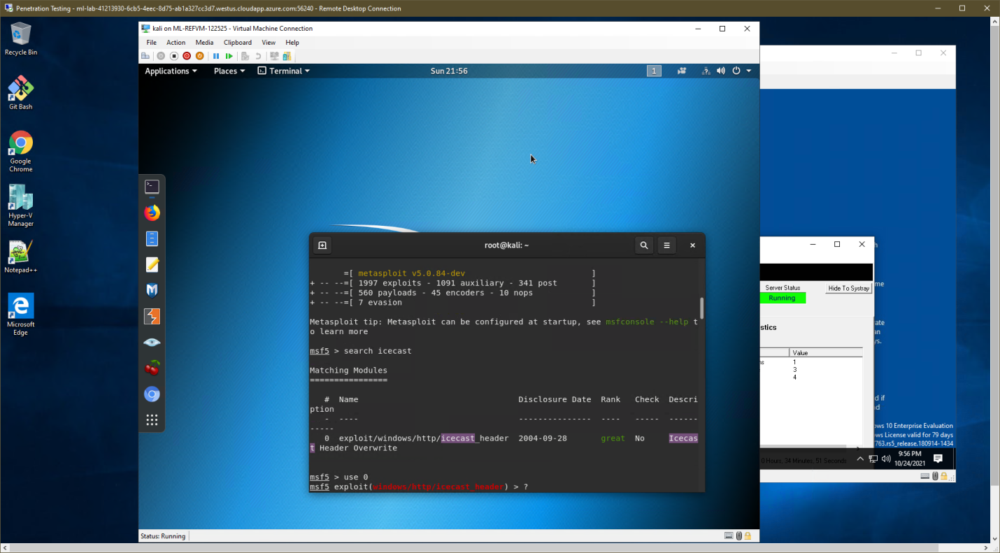 Penetration Testing - ml-lab-41213930-6cb5-4eec-8d75-ab1a327cc3d7.westus.cloudapp.azure.com:56240 - Remote Desktop Connection
Recycle Bin
Git Bash
Google
Chrome
Hyper-V
Manager
Notepad++
Microsoft
Edge
kali on ML-REFVM-122525 - Virtual Machine Connection
File Action Media Clipboard View Help
Applications Places Terminal Sun 21:56 1
root@kali: ~
=[ metasploit v5.0.84-dev ]
+ -- --=[ 1997 exploits - 1091 auxiliary - 341 post ]
+ -- --=[ 560 payloads - 45 encoders - 10 nops ]
+ -- --=[ 7 evasion ]
Metasploit tip: Metasploit can be configured at startup, see msfconsole --help t
o learn more
msf5 > search icecast
Matching Modules
================
# Name Disclosure Date Rank Check Descri
ption
- ---- --------------- ---- ----- ------
-----
0 exploit/windows/http/icecast_header 2004-09-28 great No Icecas
t Header Overwrite
msf5 > use 0
msf5 exploit(windows/http/icecast_header) > ?
Status: Running
Server Status
Running
Hide To Systray
stics
Value
1
3
4
h
me
ate
an
ys.
d if
d
ows 10 Enterprise Evaluation
ows License valid for 79 days
763.rs5_release.180914-1434
0 Hours, 34 Minutes, 51 Seconds
9:56 PM
10/24/2021